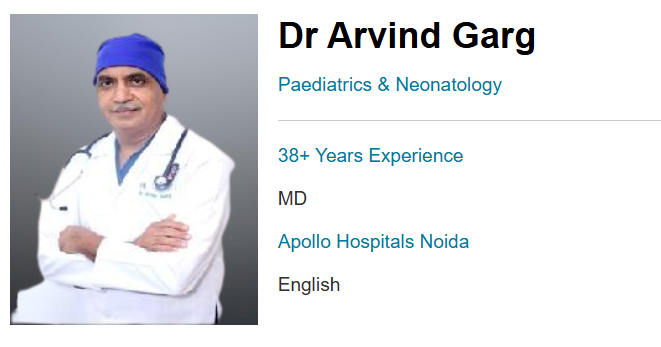 Dr Arvind Garg
Paediatrics & Neonatology
38+ Years Experience
MD
Apollo Hospitals Noida
English